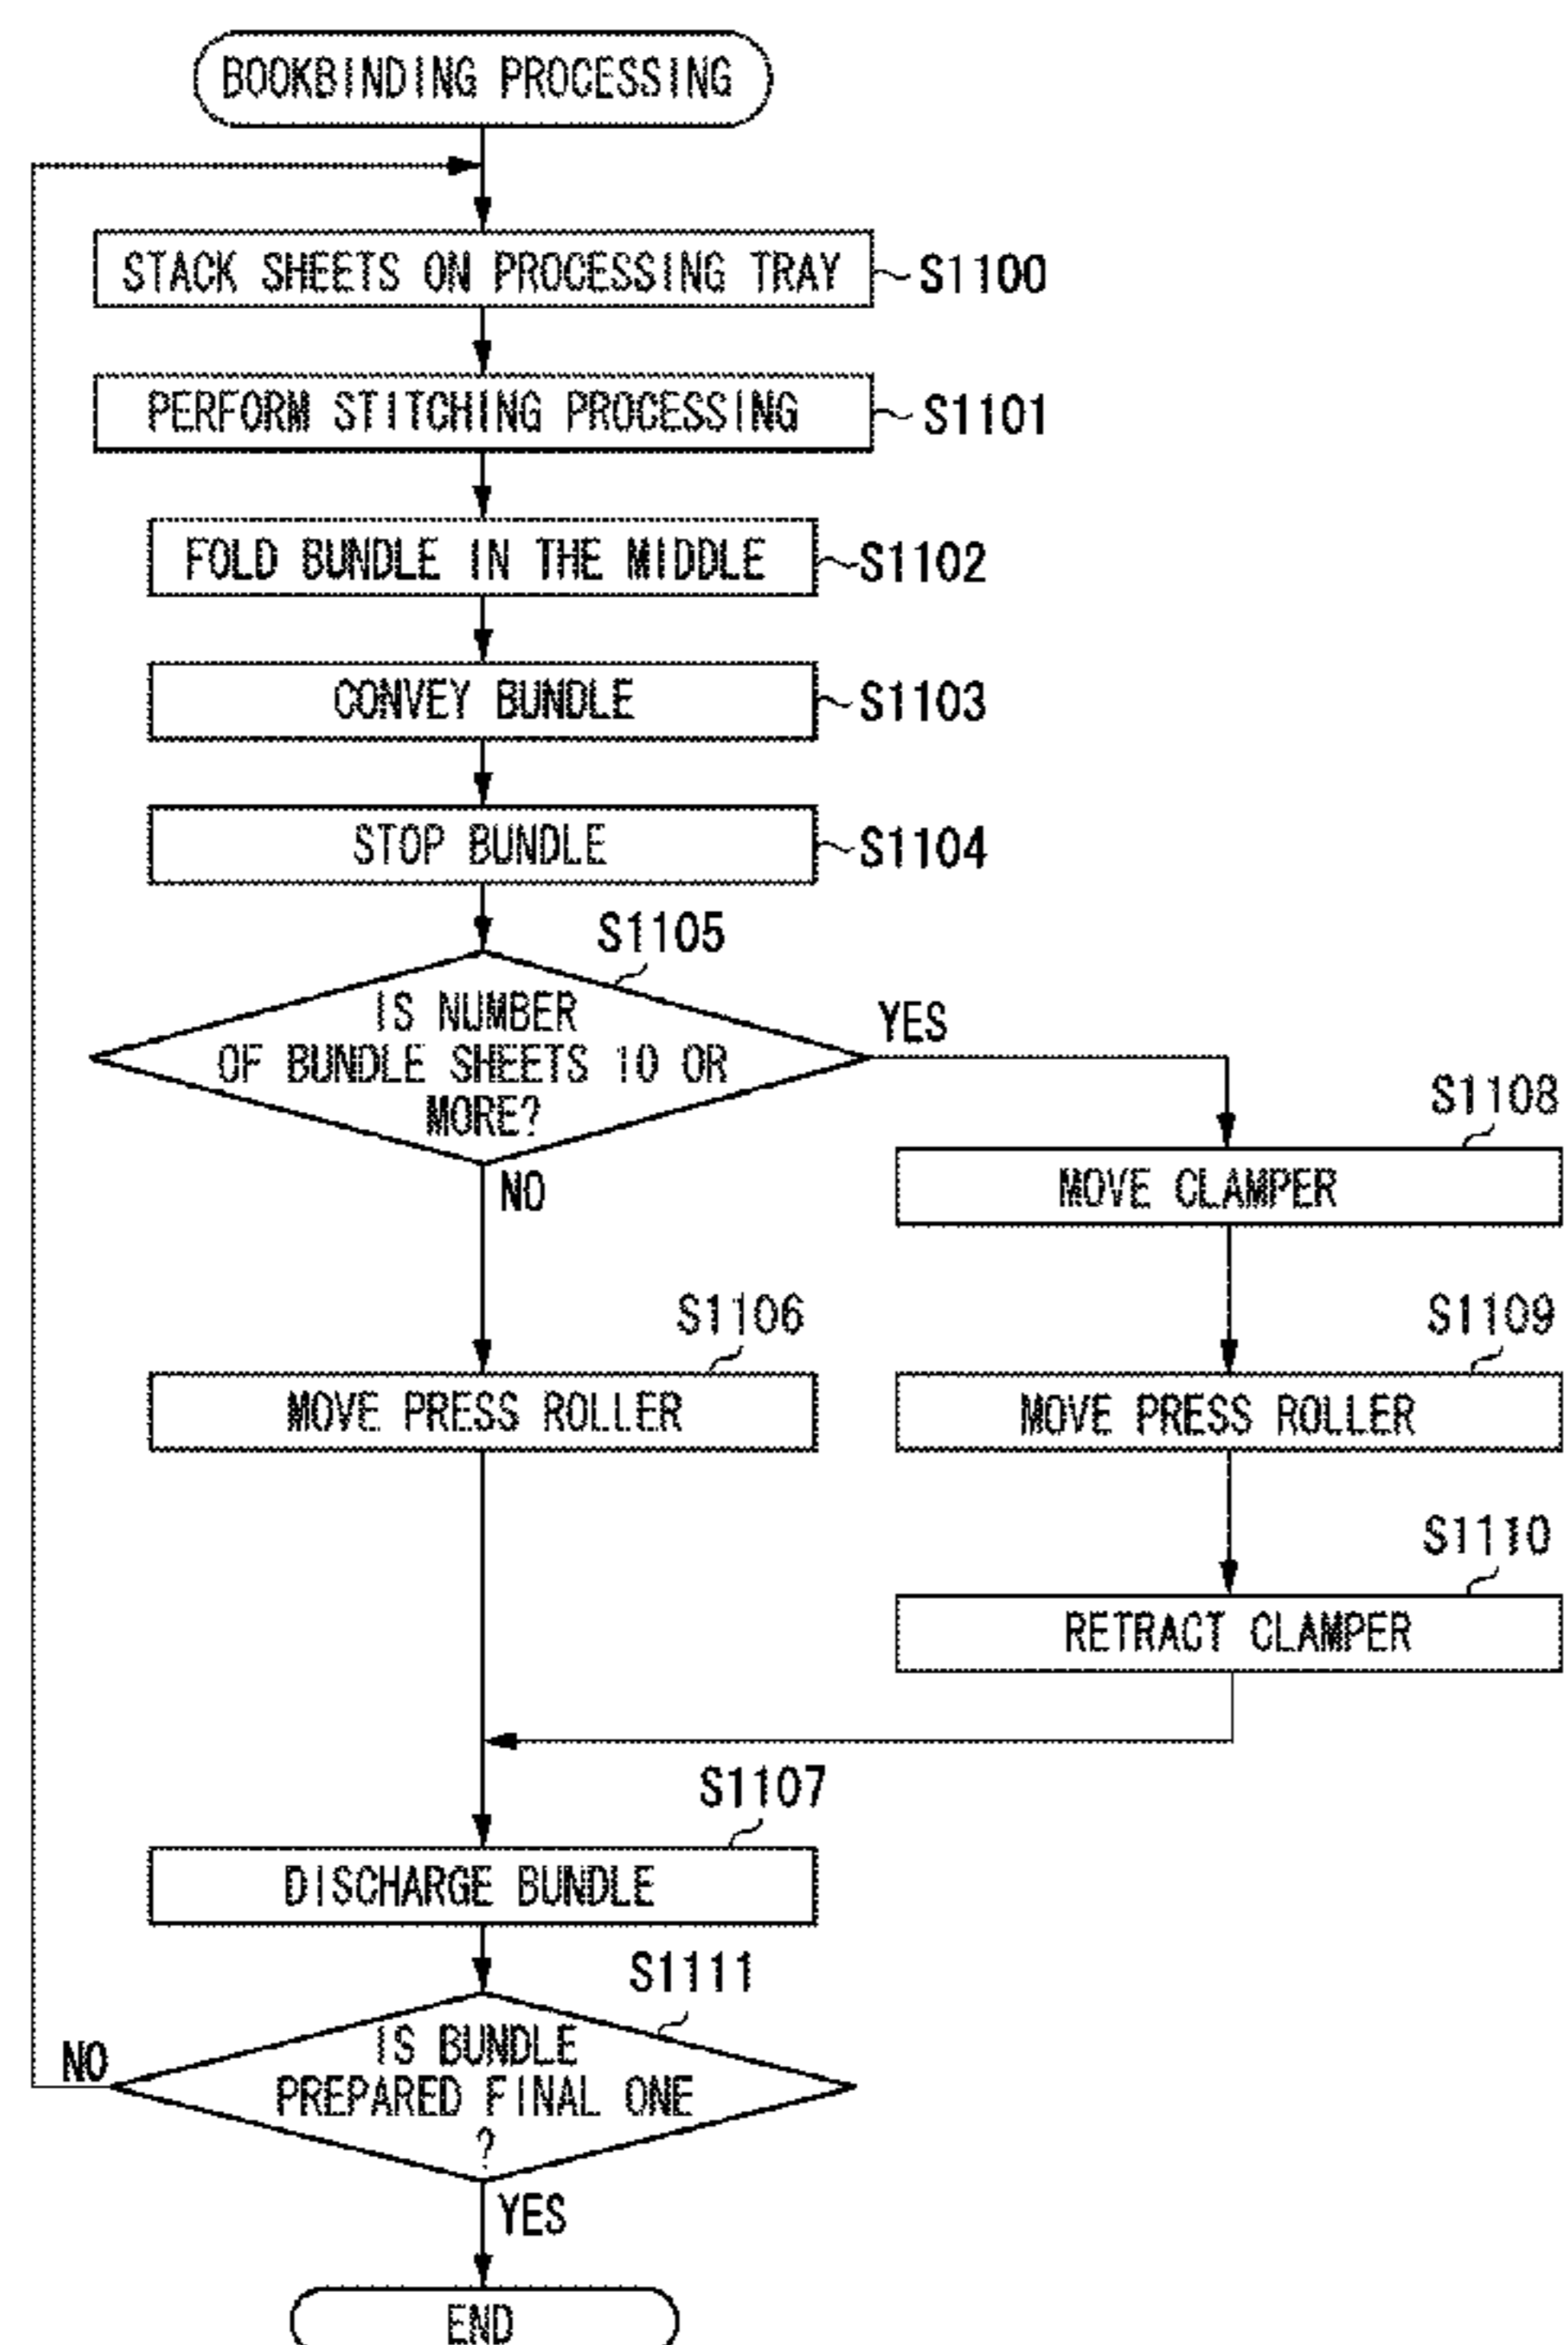 BOOKBINDING PROCESSING
STACK SHEETS ON PROCESSING TRAY
S1100
PERFORM STITCHING PROCESSING
S1101
FOLD BUNDLE IN THE MIDDLE
S1102
CONVEY BUNDLE
S1103
STOP BUNDLE
S1104
S1105
IS NUMBER
OF BUNDLE SHEETS 10 OR
MORE?
YES
NO
S1108
MOVE CLAMPER
S1106
MOVE PRESS ROLLER
S1109
MOVE PRESS ROLLER
S1110
RETRACT CLAMPER
S1107
DISCHARGE BUNDLE
S1111
IS BUNDLE
PREPARED FINAL ONE
?
NO
YES
END